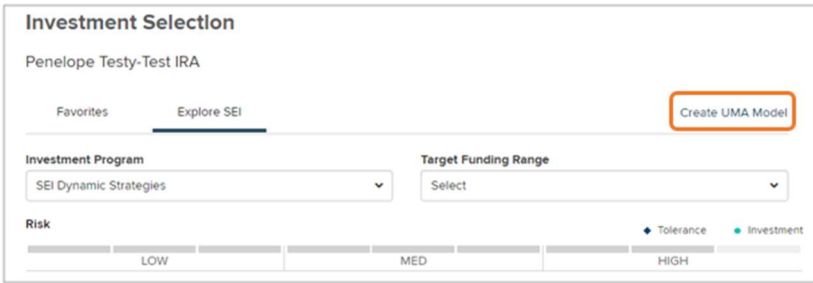 Investment Selection
Penelope Testy-Test IRA
Favorites Explore SEI Create UMA Model
Investment Program Target Funding Range
SEI Dynamic Strategies Select
Risk Tolerance Investment
LOW MED HIGH